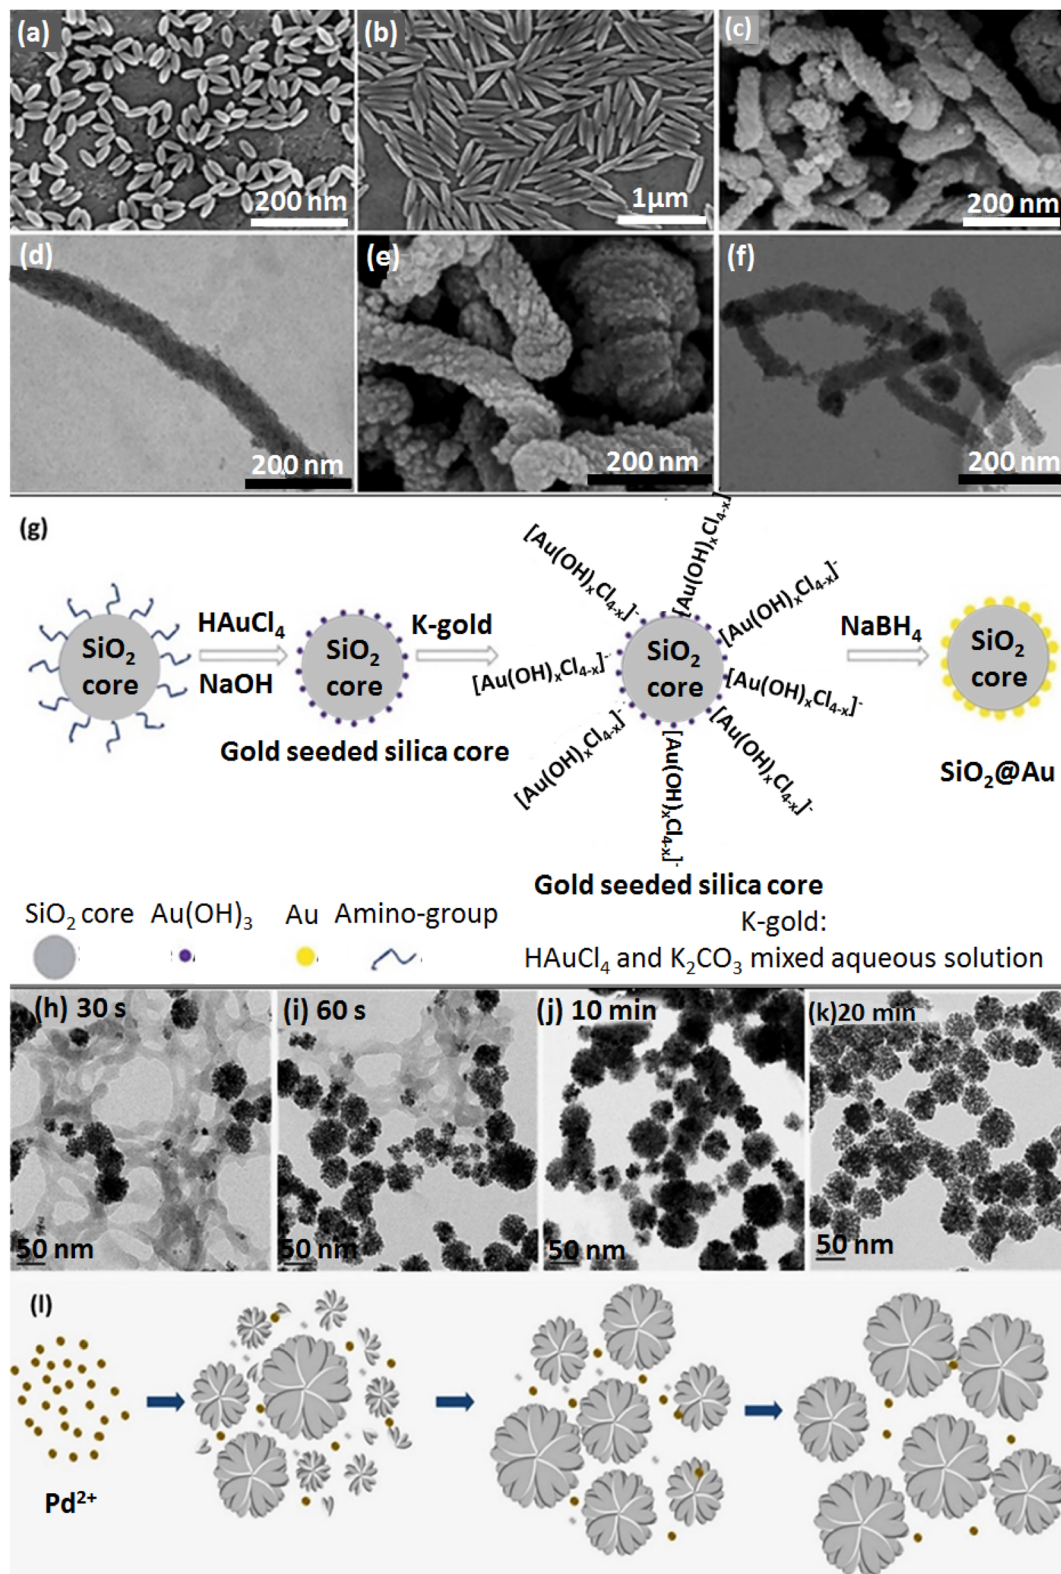 (a)
200 nm
(b)
1µm
(c)
200 nm
(d)
200 nm
(e)
200 nm
(f)
200 nm
(g)
SiO₂
core
HAuCl₄
NaOH
SiO₂
core
Gold seeded silica core
K-gold
[Au(OH)ₓCl₄₋ₓ]⁻
[Au(OH)ₓCl₄₋ₓ]⁻
[Au(OH)ₓCl₄₋ₓ]⁻
[Au(OH)ₓCl₄₋ₓ]⁻
[Au(OH)ₓCl₄₋ₓ]⁻
[Au(OH)ₓCl₄₋ₓ]⁻
[Au(OH)ₓCl₄₋ₓ]⁻
[Au(OH)ₓCl₄₋ₓ]⁻
SiO₂
core
Gold seeded silica core
NaBH₄
SiO₂
core
SiO₂@Au
SiO₂ core
Au(OH)₃
Au
Amino-group
K-gold:
HAuCl₄ and K₂CO₃ mixed aqueous solution
(h) 30 s
50 nm
(i) 60 s
50 nm
(j) 10 min
50 nm
(k)20 min
50 nm
(l)
Pd²⁺